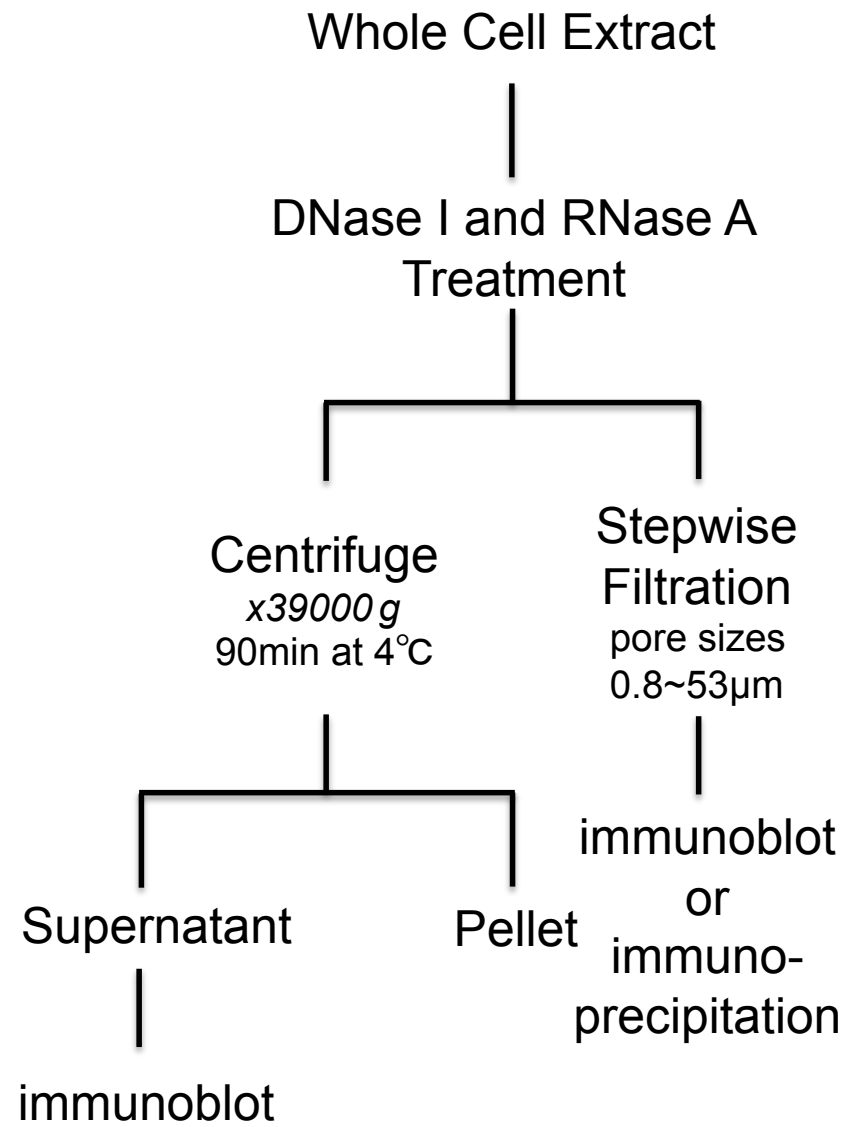 Whole Cell Extract
DNase I and RNase A
Treatment
Centrifuge
x39000 g
90min at 4℃
Stepwise
Filtration
pore sizes
0.8~53μm
Supernatant
immunoblot
Pellet
immunoblot
or
immuno-
precipitation